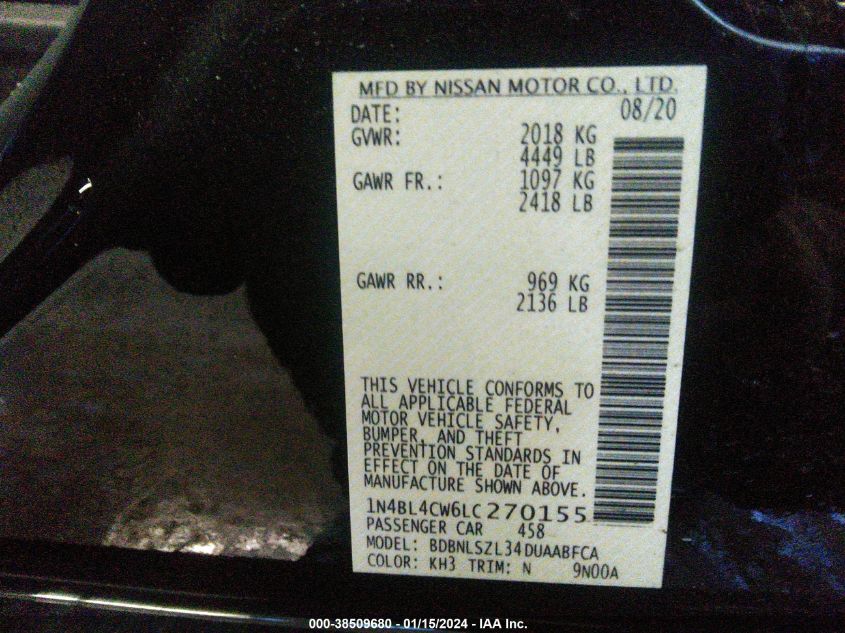 MFD BY NISSAN MOTOR CO., LTD.
DATE: 08/20
GVWR: 2018 KG
4449 LB
GAWR FR.: 1097 KG
2418 LB
GAWR RR.: 969 KG
2136 LB
THIS VEHICLE CONFORMS TO
ALL APPLICABLE FEDERAL
MOTOR VEHICLE SAFETY,
BUMPER, AND THEFT
PREVENTION STANDARDS IN
EFFECT ON THE DATE OF
MANUFACTURE SHOWN ABOVE.
1N4BL4CW6LC270155
PASSENGER CAR 458
MODEL: BDBNLSZL34DUAABFCA
COLOR: KH3 TRIM: N 9N00A
000-38509680 - 01/15/2024 - IAA Inc.